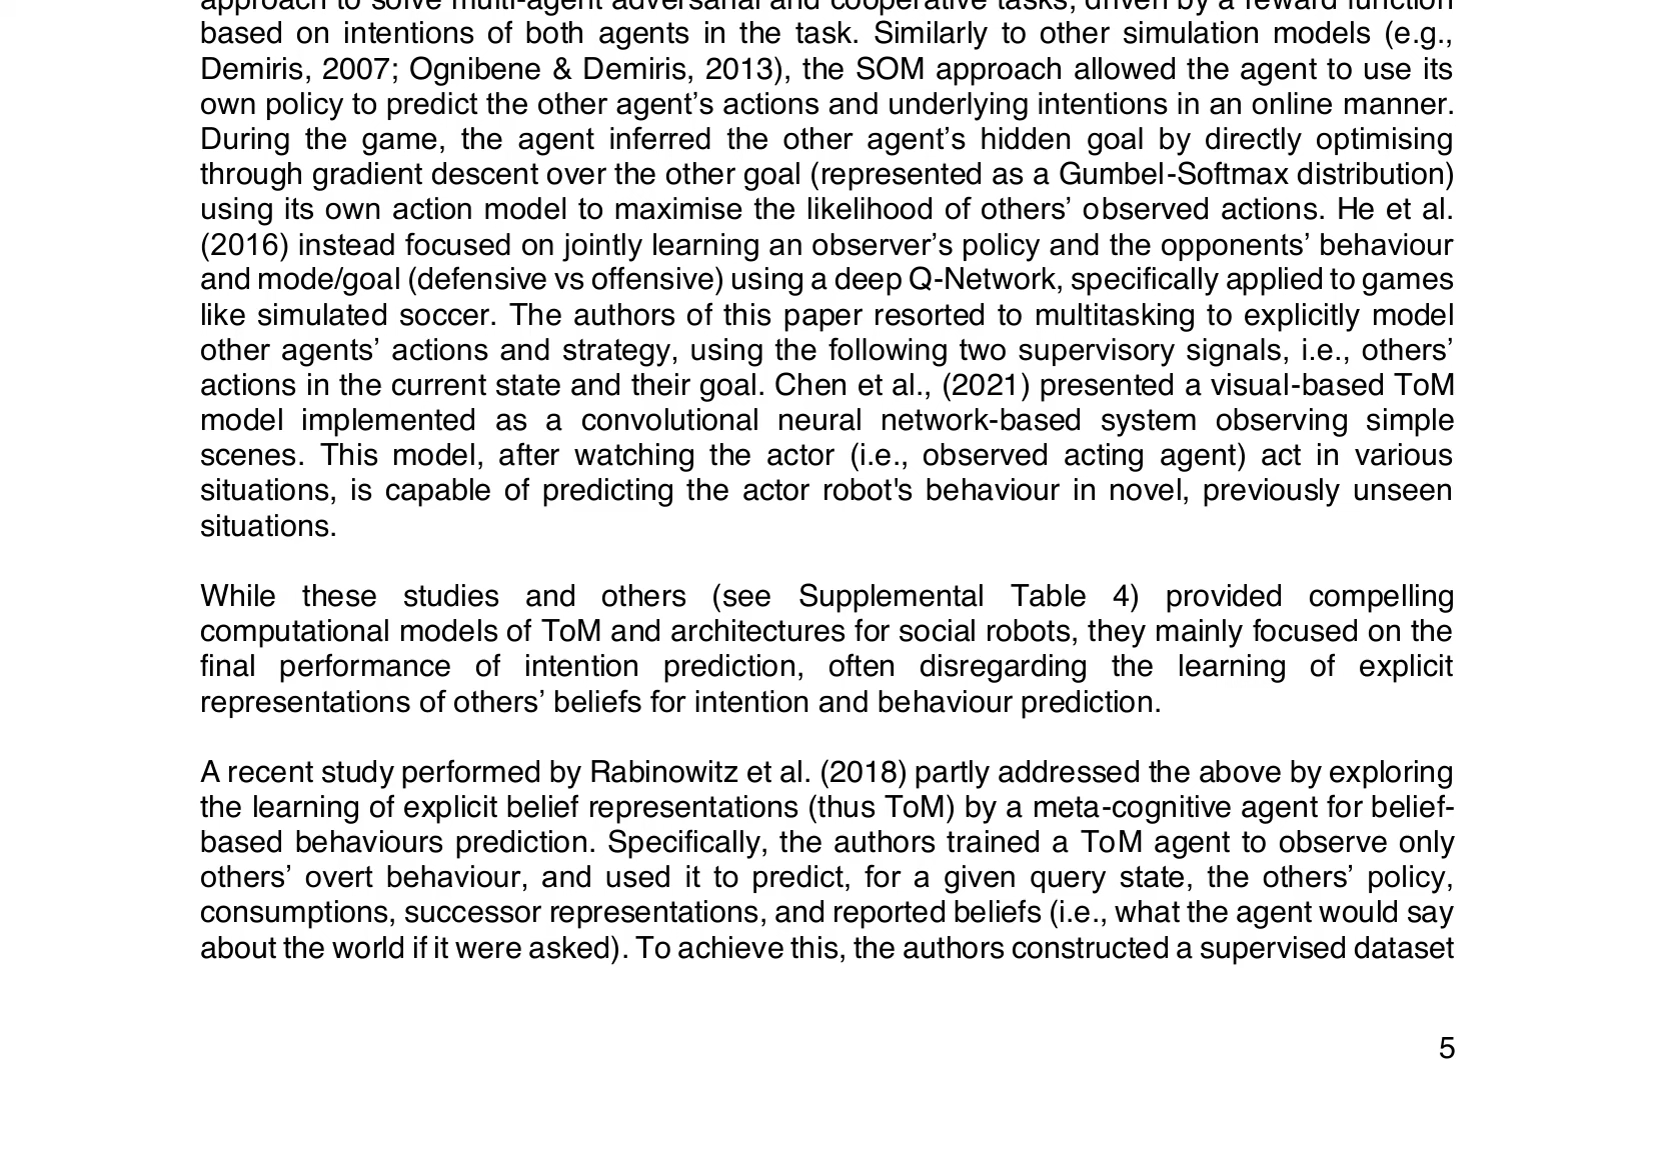 approach to solve multi-agent adversarial and cooperative tasks, driven by a reward function
based on intentions of both agents in the task. Similarly to other simulation models (e.g.,
Demiris, 2007; Ognibene & Demiris, 2013), the SOM approach allowed the agent to use its
own policy to predict the other agent’s actions and underlying intentions in an online manner.
During the game, the agent inferred the other agent’s hidden goal by directly optimising
through gradient descent over the other goal (represented as a Gumbel-Softmax distribution)
using its own action model to maximise the likelihood of others’ observed actions. He et al.
(2016) instead focused on jointly learning an observer’s policy and the opponents’ behaviour
and mode/goal (defensive vs offensive) using a deep Q-Network, specifically applied to games
like simulated soccer. The authors of this paper resorted to multitasking to explicitly model
other agents’ actions and strategy, using the following two supervisory signals, i.e., others’
actions in the current state and their goal. Chen et al., (2021) presented a visual-based ToM
model implemented as a convolutional neural network-based system observing simple
scenes. This model, after watching the actor (i.e., observed acting agent) act in various
situations, is capable of predicting the actor robot's behaviour in novel, previously unseen
situations.
While these studies and others (see Supplemental Table 4) provided compelling
computational models of ToM and architectures for social robots, they mainly focused on the
final performance of intention prediction, often disregarding the learning of explicit
representations of others’ beliefs for intention and behaviour prediction.
A recent study performed by Rabinowitz et al. (2018) partly addressed the above by exploring
the learning of explicit belief representations (thus ToM) by a meta-cognitive agent for belief-
based behaviours prediction. Specifically, the authors trained a ToM agent to observe only
others’ overt behaviour, and used it to predict, for a given query state, the others’ policy,
consumptions, successor representations, and reported beliefs (i.e., what the agent would say
about the world if it were asked). To achieve this, the authors constructed a supervised dataset
5